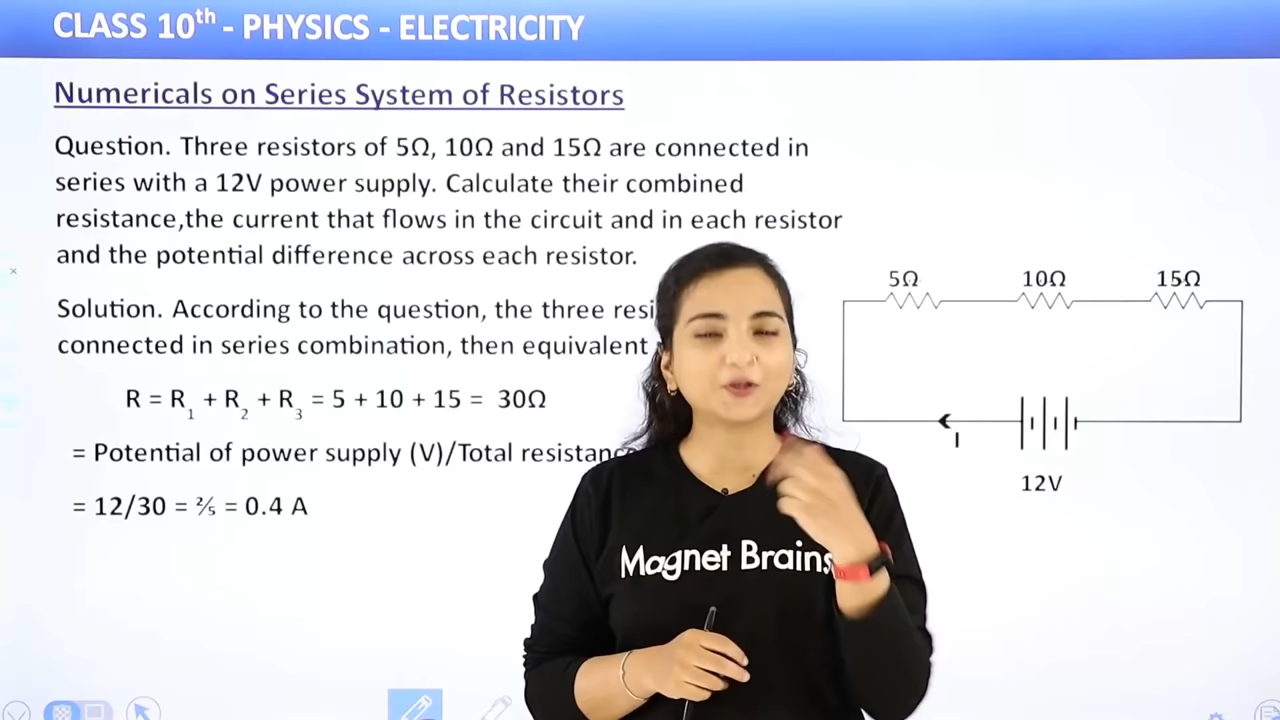 CLASS 10th - PHYSICS - ELECTRICITY
Numericals on Series System of Resistors
Question. Three resistors of 5Ω, 10Ω and 15Ω are connected in
series with a 12V power supply. Calculate their combined
resistance,the current that flows in the circuit and in each resistor
and the potential difference across each resistor.
Solution. According to the question, the three
connected in series combination, then equivalent
R = R₁ + R₂ + R₃ = 5 + 10 + 15 = 30Ω
= Potential of power supply (V)/Total
= 12/30 = ⅖ = 0.4 A
5Ω 10Ω 15Ω
I
12V
Magnet Brains